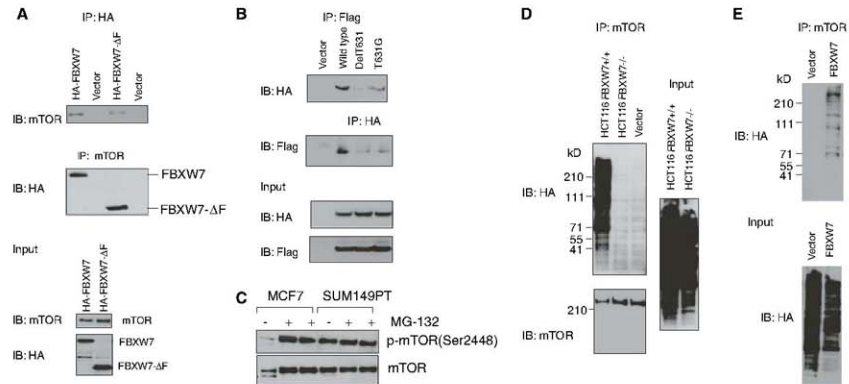 A
IP: HA
HA-FBXW7
Vector
HA-FBXW7-ΔF
Vector
IB: mTOR
IP: mTOR
IB: HA
FBXW7
FBXW7-ΔF
Input
HA-FBXW7
HA-FBXW7-ΔF
IB: mTOR
mTOR
IB: HA
FBXW7
FBXW7-ΔF
B
IP: Flag
Vector
Wild type
DelT631
T631G
IB: HA
IP: HA
IB: Flag
Input
IB: HA
IB: Flag
C
MCF7 SUM149PT
- + + - + + MG-132
p-mTOR(Ser2448)
mTOR
D
IP: mTOR
HCT116 FBXW7+/+
HCT116 FBXW7-/-
Vector
Input
HCT116 FBXW7+/+
HCT116 FBXW7-/-
kD
210
111
71
55
41
IB: HA
210
IB: mTOR
E
IP: mTOR
Vector
FBXW7
kD
210
111
71
55
41
IB: HA
Input
Vector
FBXW7
IB: HA